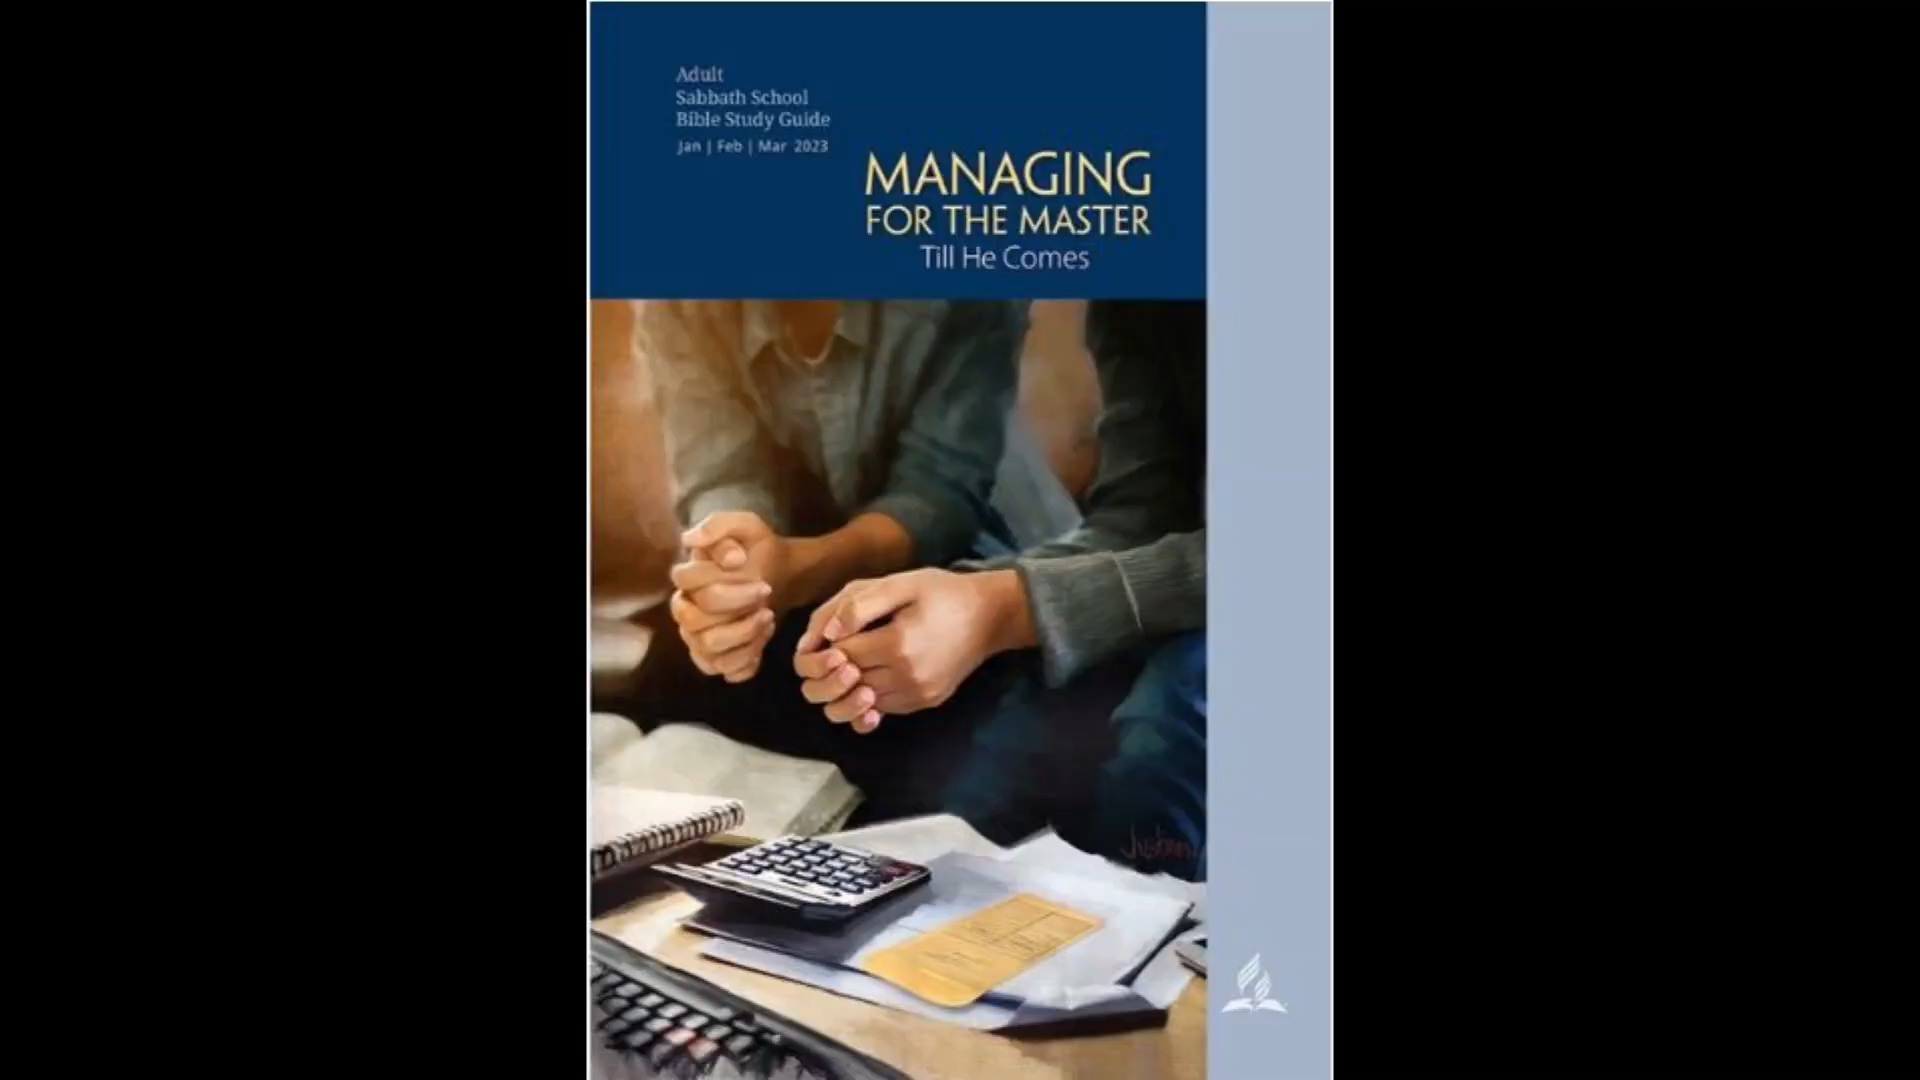 Adult
Sabbath School
Bible Study Guide
Jan | Feb | Mar 2023
MANAGING
FOR THE MASTER
Till He Comes